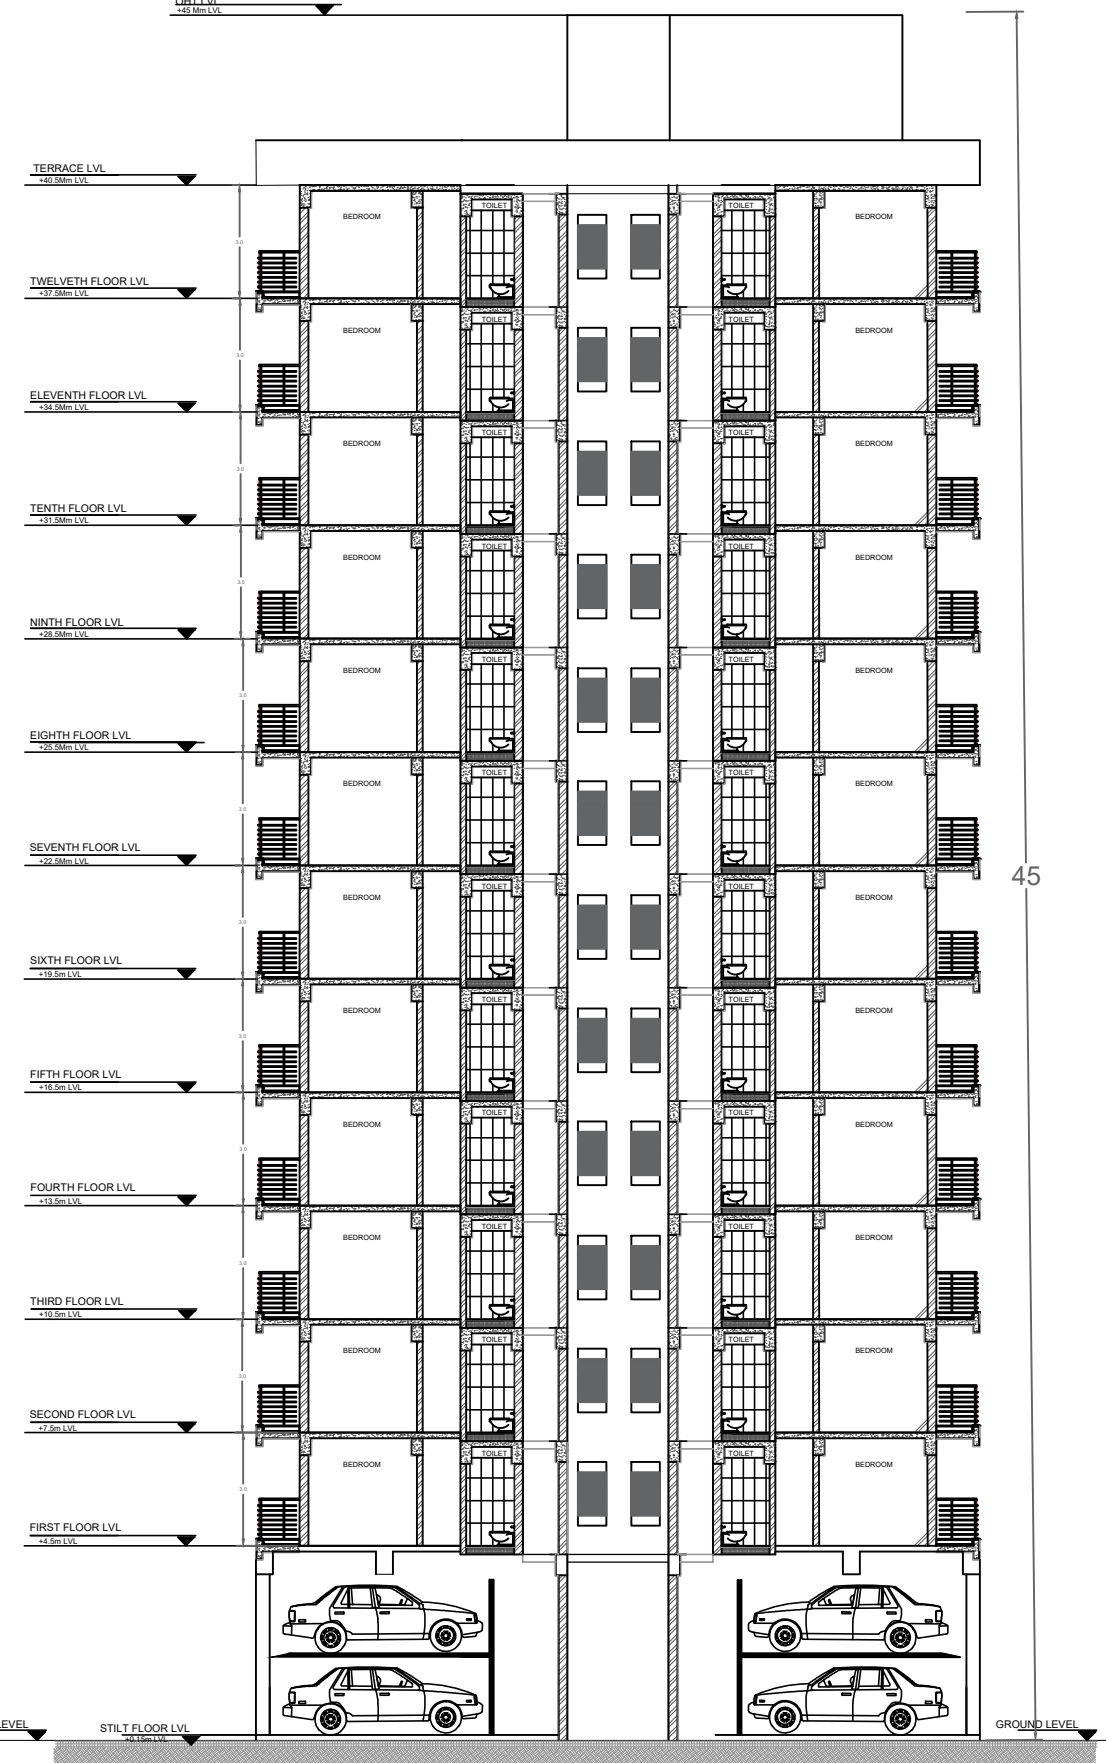 OHT LVL
+45 Mm LVL
TERRACE LVL
+40.5Mm LVL
BEDROOM TOILET TOILET BEDROOM
3.0
TWELVETH FLOOR LVL
+37.5Mm LVL
BEDROOM TOILET TOILET BEDROOM
3.0
ELEVENTH FLOOR LVL
+34.5Mm LVL
BEDROOM TOILET TOILET BEDROOM
3.0
TENTH FLOOR LVL
+31.5Mm LVL
BEDROOM TOILET TOILET BEDROOM
3.0
NINTH FLOOR LVL
+28.5Mm LVL
BEDROOM TOILET TOILET BEDROOM
3.0
EIGHTH FLOOR LVL
+25.5Mm LVL
BEDROOM TOILET TOILET BEDROOM
3.0
SEVENTH FLOOR LVL
+22.5Mm LVL
45
BEDROOM TOILET TOILET BEDROOM
3.0
SIXTH FLOOR LVL
+19.5m LVL
BEDROOM TOILET TOILET BEDROOM
3.0
FIFTH FLOOR LVL
+16.5m LVL
BEDROOM TOILET TOILET BEDROOM
3.0
FOURTH FLOOR LVL
+13.5m LVL
BEDROOM TOILET TOILET BEDROOM
3.0
THIRD FLOOR LVL
+10.5m LVL
BEDROOM TOILET TOILET BEDROOM
3.0
SECOND FLOOR LVL
+7.5m LVL
BEDROOM TOILET TOILET BEDROOM
3.0
FIRST FLOOR LVL
+4.5m LVL
LEVEL STILT FLOOR LVL GROUND LEVEL
+0.15m LVL